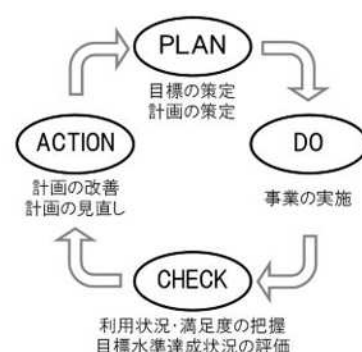 PLAN
目標の策定
計画の策定
DO
事業の実施
CHECK
利用状況・満足度の把握
目標水準達成状況の評価
ACTION
計画の改善
計画の見直し